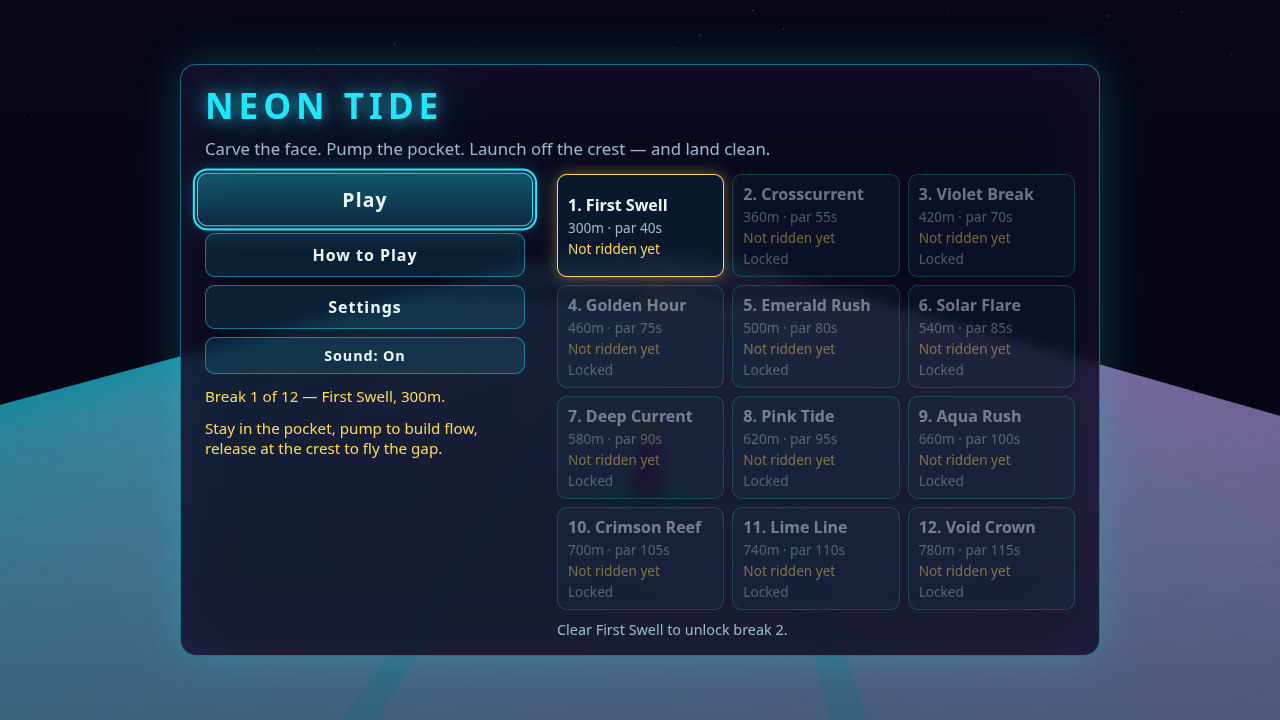 NEON TIDE
Carve the face. Pump the pocket. Launch off the crest — and land clean.
Play
How to Play
Settings
Sound: On
Break 1 of 12 — First Swell, 300m.
Stay in the pocket, pump to build flow,
release at the crest to fly the gap.
1. First Swell
300m · par 40s
Not ridden yet
2. Crosscurrent
360m · par 55s
Not ridden yet
Locked
3. Violet Break
420m · par 70s
Not ridden yet
Locked
4. Golden Hour
460m · par 75s
Not ridden yet
Locked
5. Emerald Rush
500m · par 80s
Not ridden yet
Locked
6. Solar Flare
540m · par 85s
Not ridden yet
Locked
7. Deep Current
580m · par 90s
Not ridden yet
Locked
8. Pink Tide
620m · par 95s
Not ridden yet
Locked
9. Aqua Rush
660m · par 100s
Not ridden yet
Locked
10. Crimson Reef
700m · par 105s
Not ridden yet
Locked
11. Lime Line
740m · par 110s
Not ridden yet
Locked
12. Void Crown
780m · par 115s
Not ridden yet
Locked
Clear First Swell to unlock break 2.